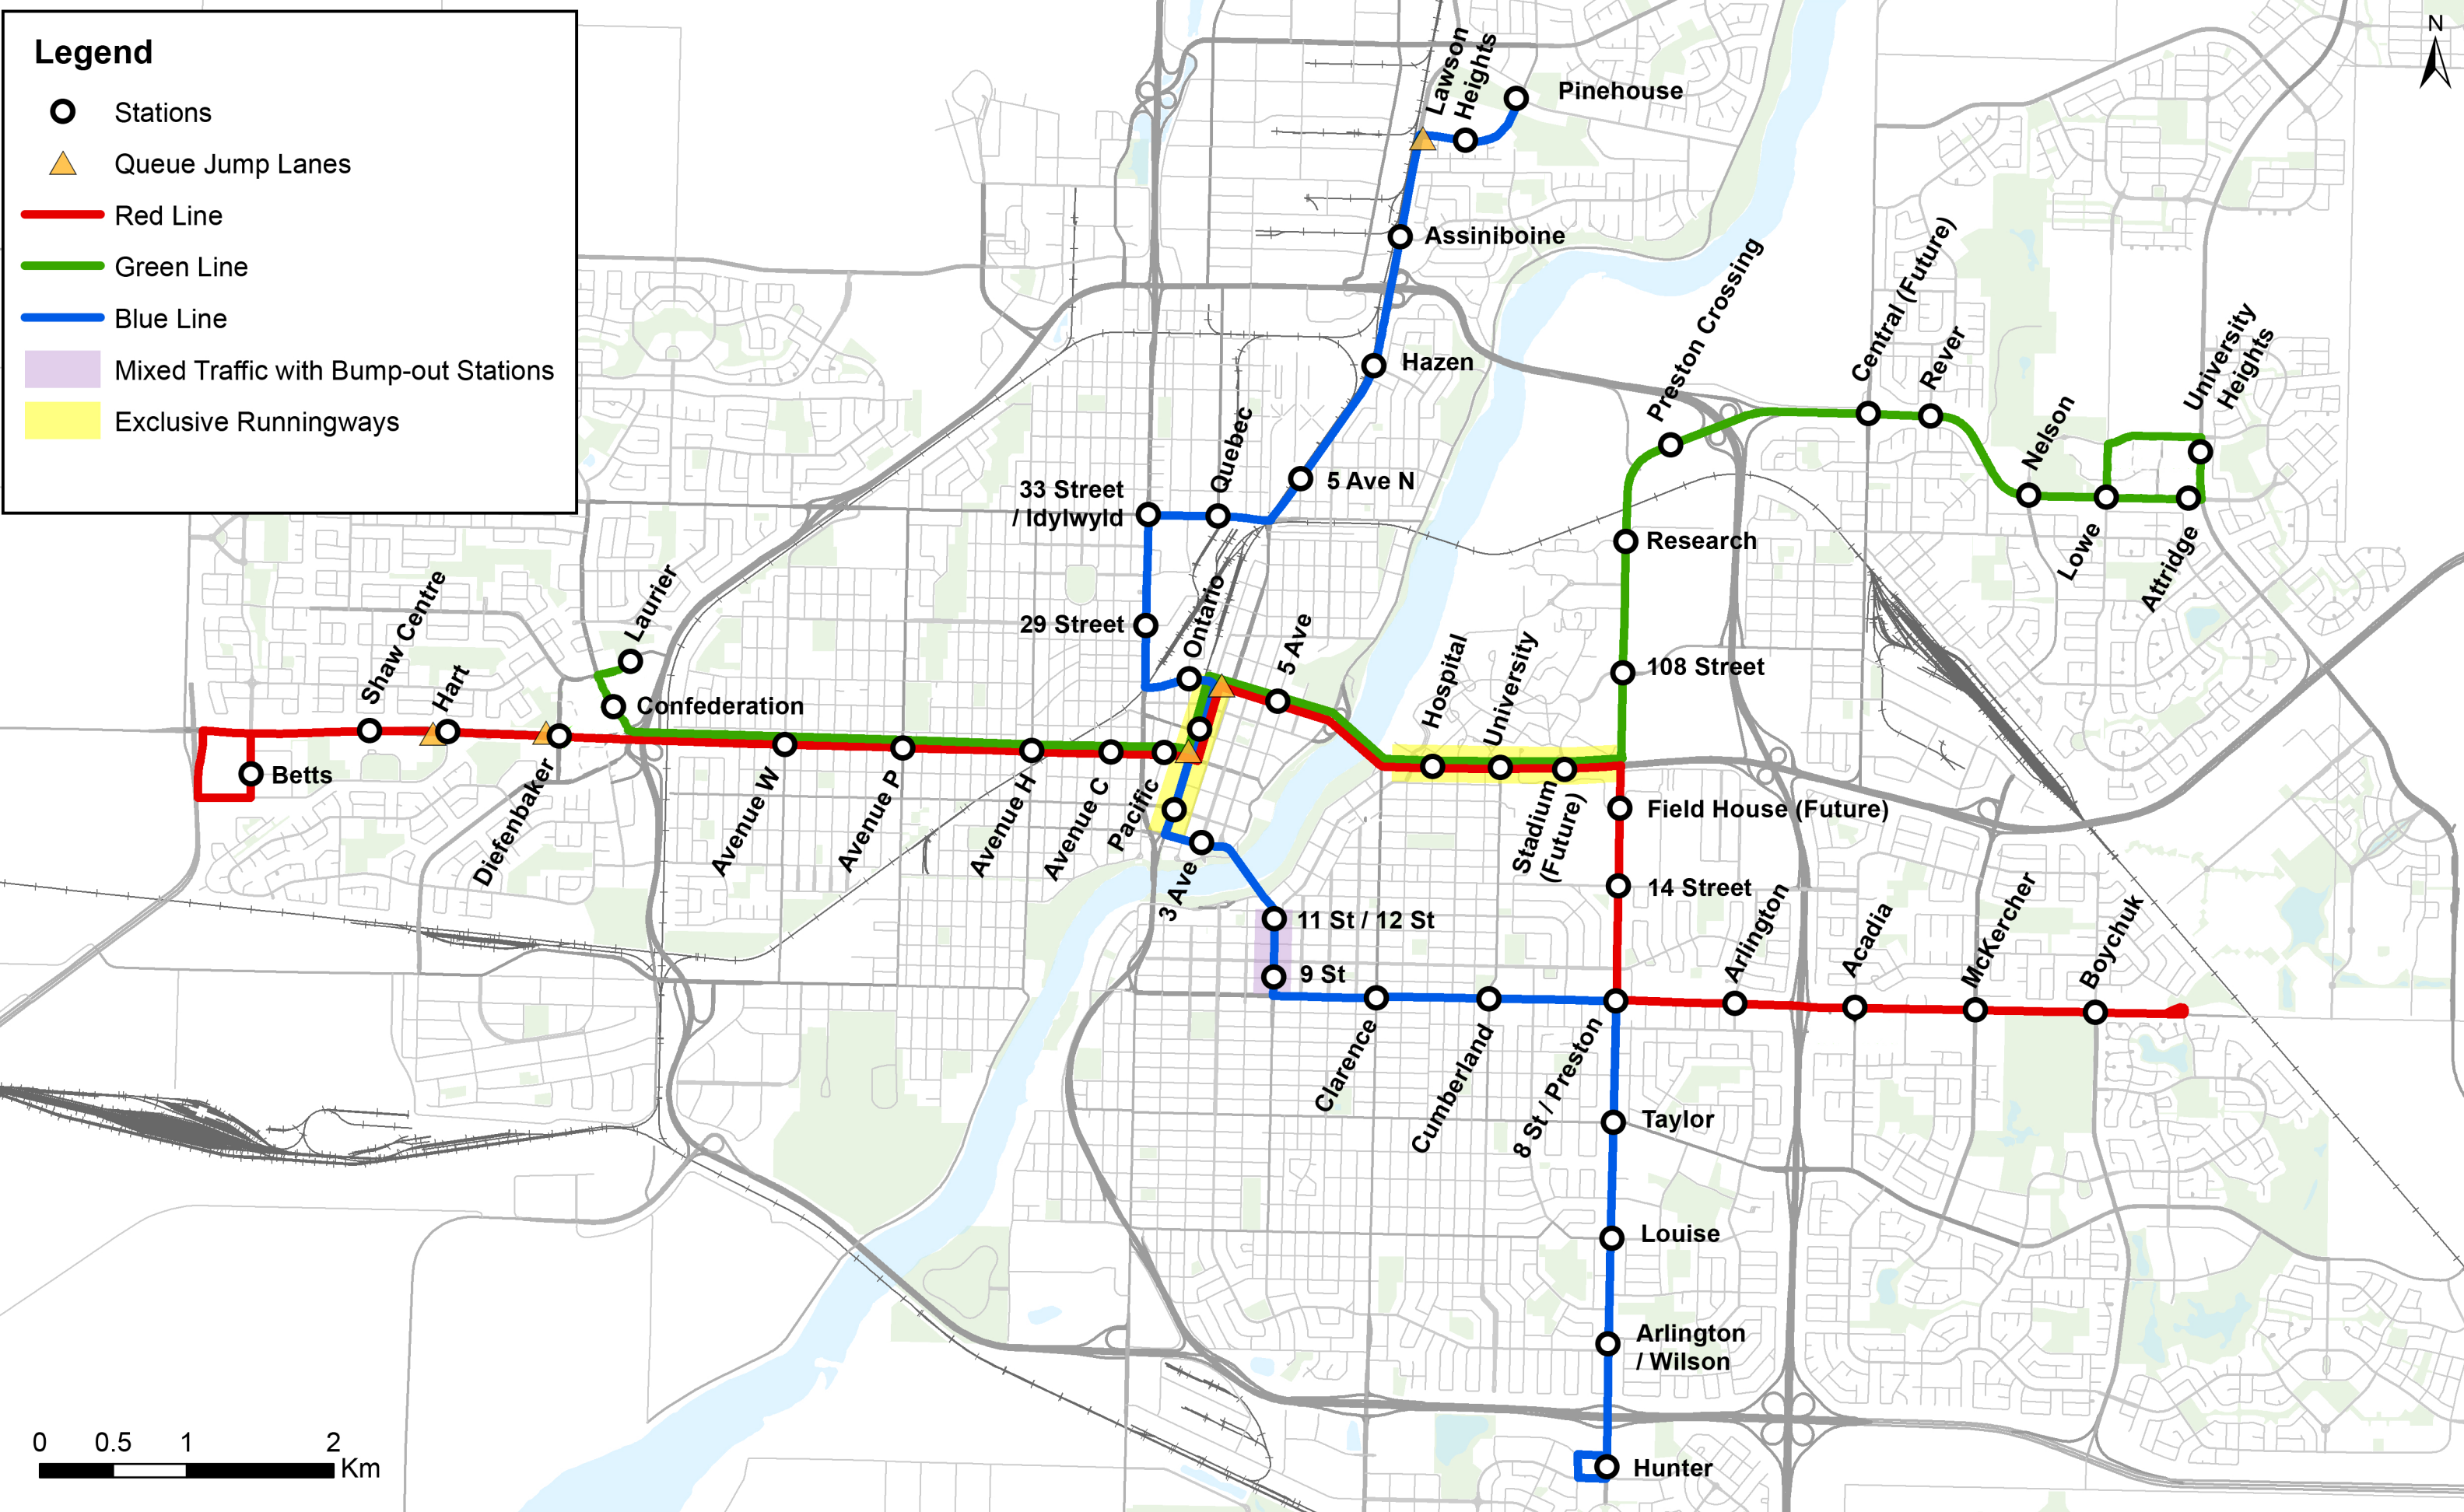 Legend
Stations
Queue Jump Lanes
Red Line
Green Line
Blue Line
Mixed Traffic with Bump-out Stations
Exclusive Runningways
N
Lawson
Heights
Pinehouse
Assiniboine
Hazen
Quebec
5 Ave N
33 Street
/ Idylwyld
29 Street
Ontario
5 Ave
Preston Crossing
Central (Future)
Rever
Nelson
University
Heights
Lowe
Attridge
Research
108 Street
Hospital
University
Stadium
(Future)
Field House (Future)
14 Street
Shaw Centre
Hart
Laurier
Confederation
Betts
Diefenbaker
Avenue W
Avenue P
Avenue H
Avenue C
Pacific
3 Ave
11 St / 12 St
9 St
Clarence
Cumberland
8 St / Preston
Arlington
Acadia
McKercher
Boychuk
Taylor
Louise
Arlington
/ Wilson
Hunter
0 0.5 1 2
Km